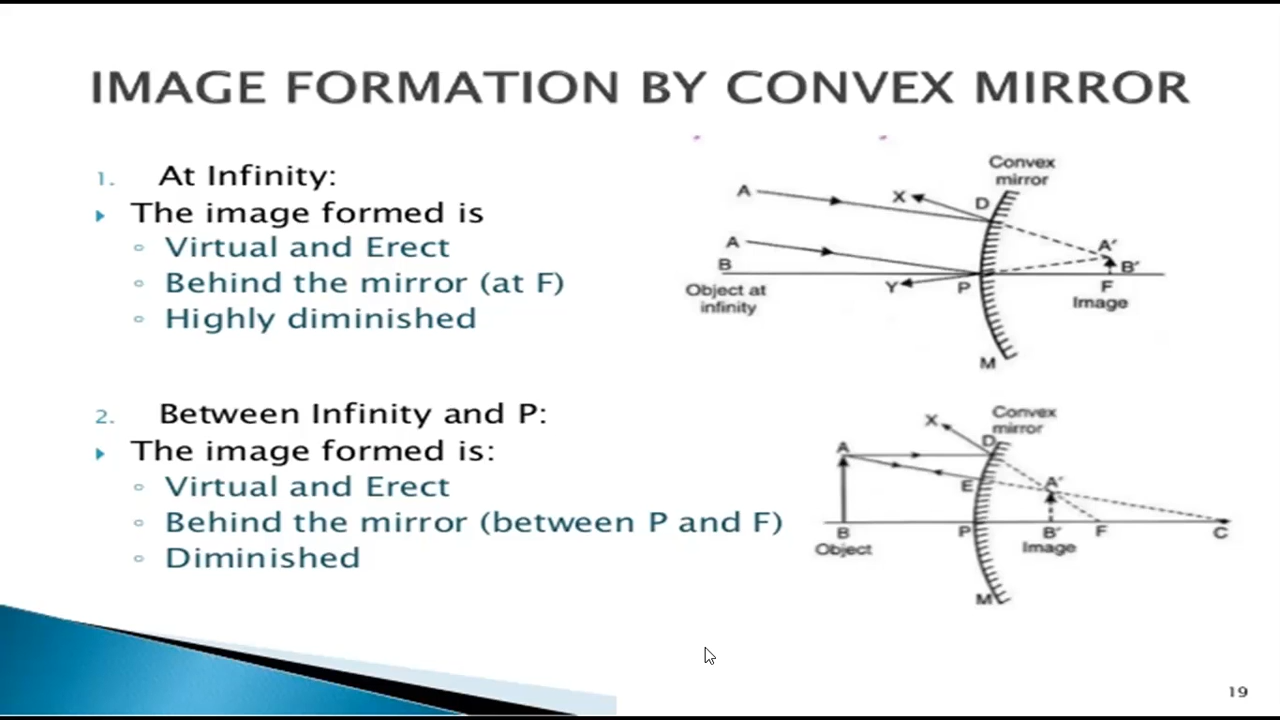 IMAGE FORMATION BY CONVEX MIRROR
1. At Infinity:
The image formed is
Virtual and Erect
Behind the mirror (at F)
Highly diminished
Convex
mirror
A
X
D
A
B
A'
B'
Object at
infinity
Y
P
F
Image
M
2. Between Infinity and P:
The image formed is:
Virtual and Erect
Behind the mirror (between P and F)
Diminished
Convex
mirror
X
D
A
E
A'
B
P
B'
F
C
Object
Image
M
19